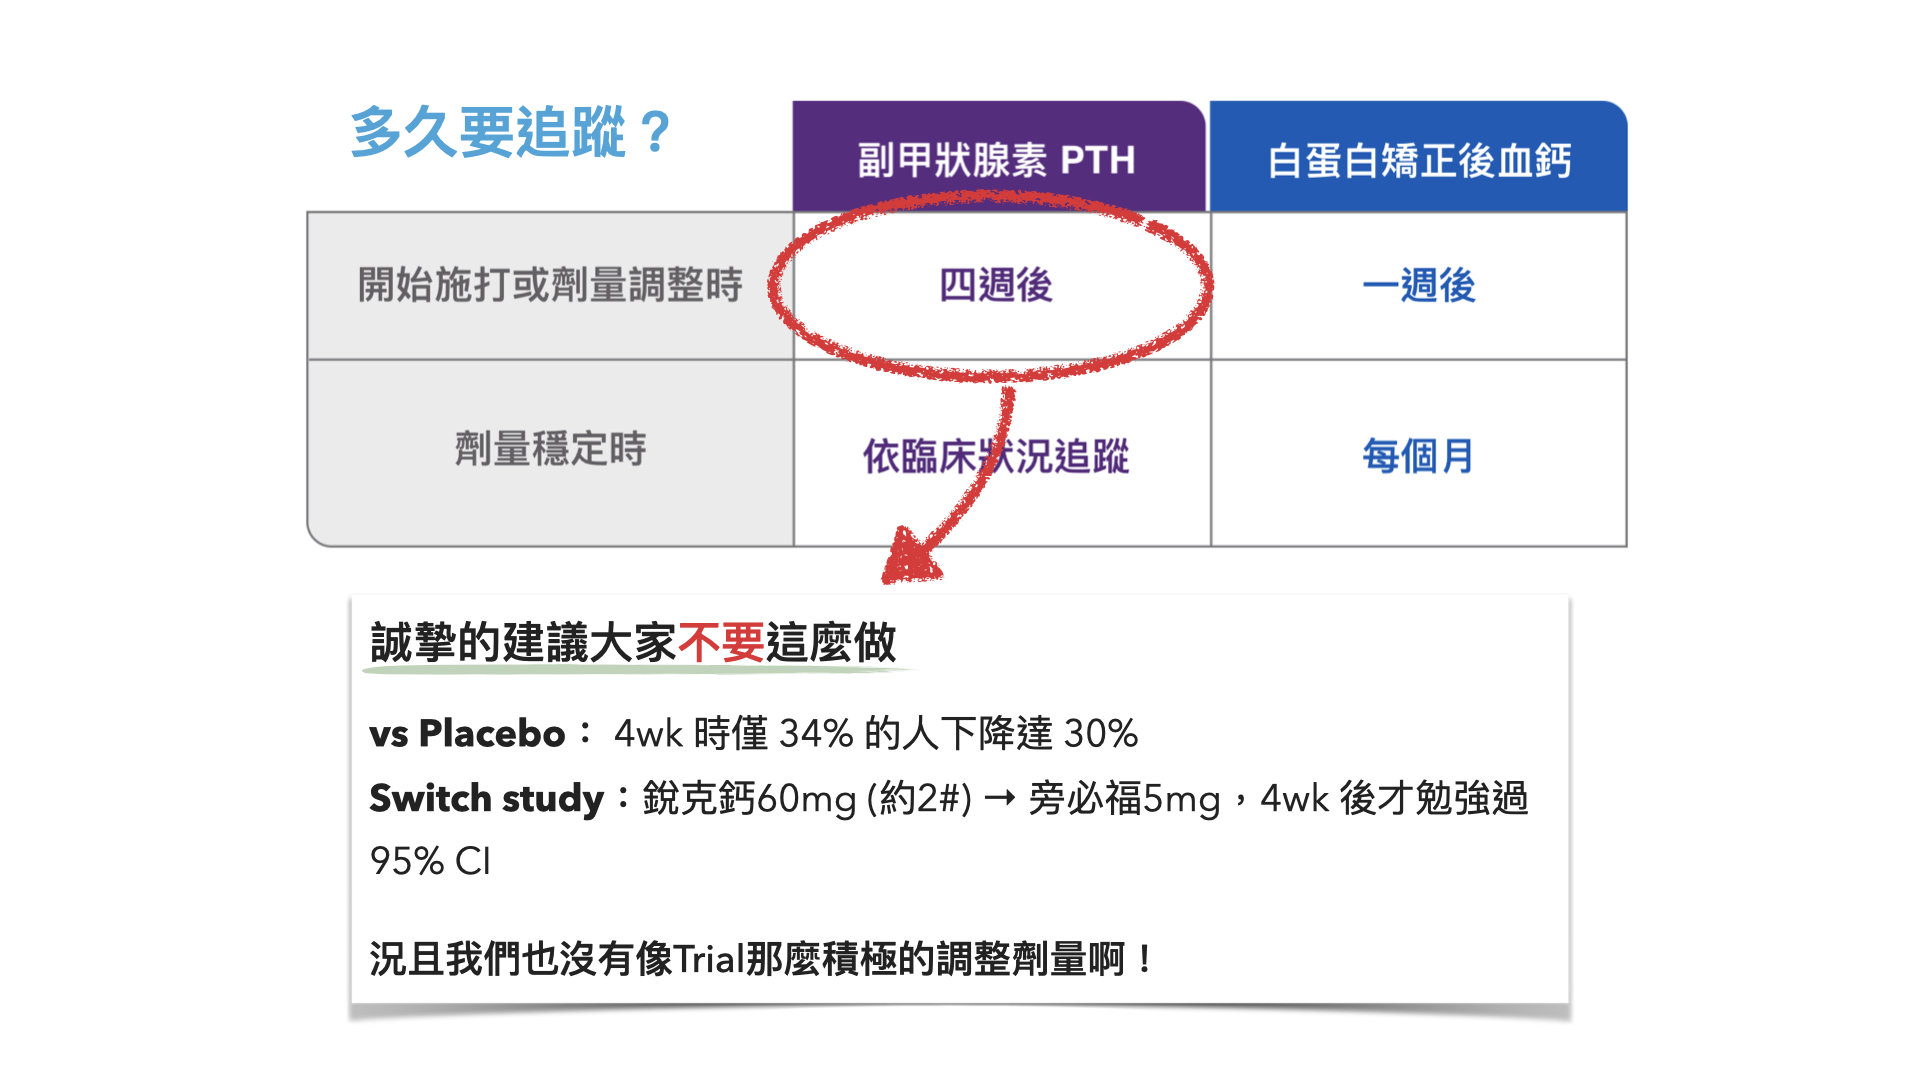 多久要追蹤？
副甲狀腺素 PTH
白蛋白矯正後血鈣
開始施打或劑量調整時
四週後
一週後
劑量穩定時
依臨床狀況追蹤
每個月
誠摯的建議大家不要這麼做
vs Placebo： 4wk 時僅 34% 的人下降達 30%
Switch study：銳克鈣60mg (約2#) → 旁必福5mg，4wk 後才勉強過
95% CI
況且我們也沒有像Trial那麼積極的調整劑量啊！